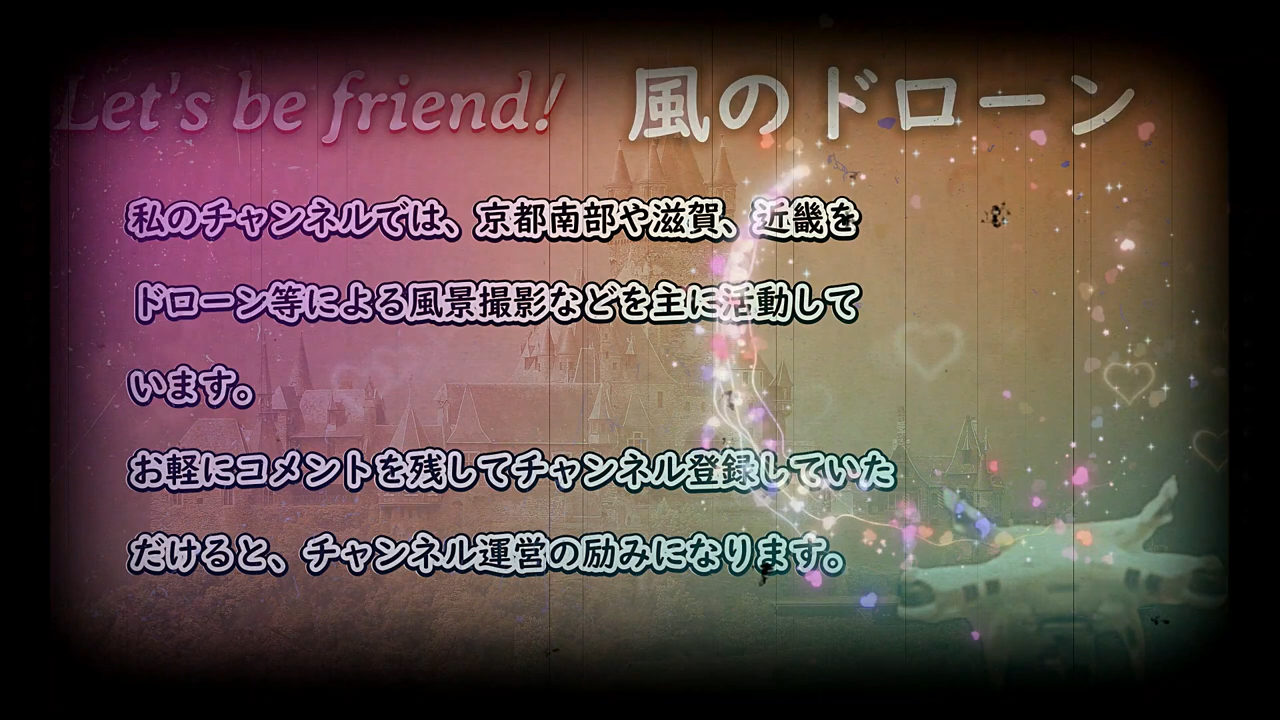 Let's be friend! 風のドローン
私のチャンネルでは、京都南部や滋賀、近畿を
ドローン等による風景撮影などを主に活動して
います。
お軽にコメントを残してチャンネル登録していた
だけると、チャンネル運営の励みになります。